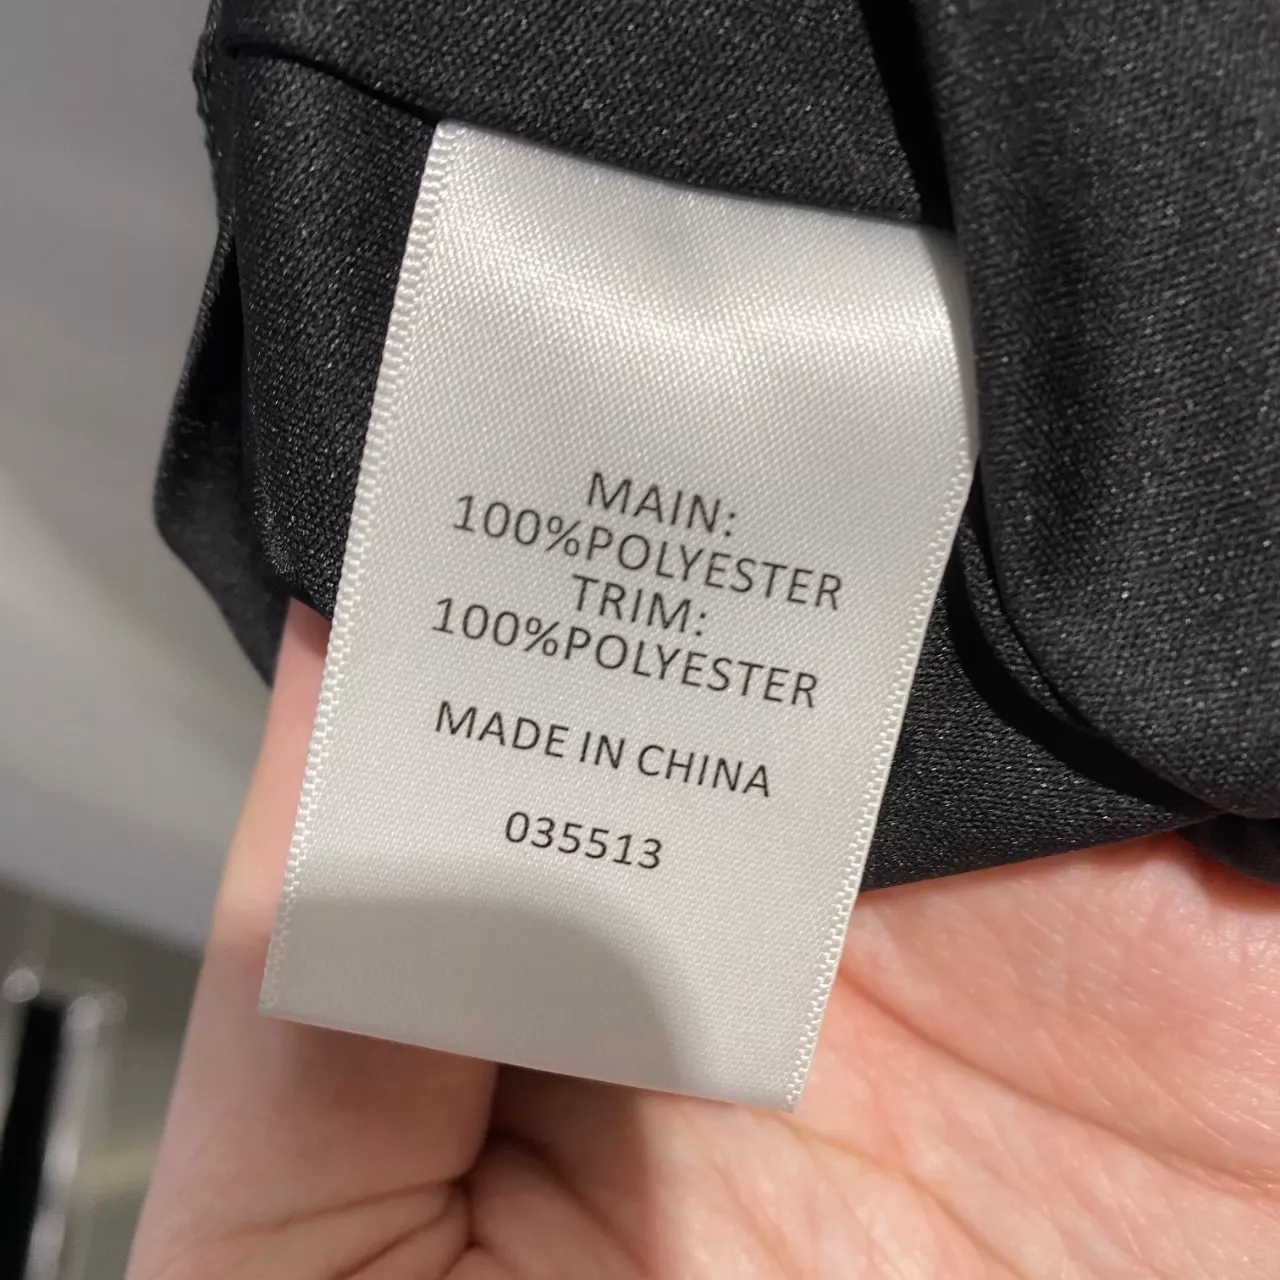 MAIN:
100%POLYESTER
TRIM:
100%POLYESTER
MADE IN CHINA
035513